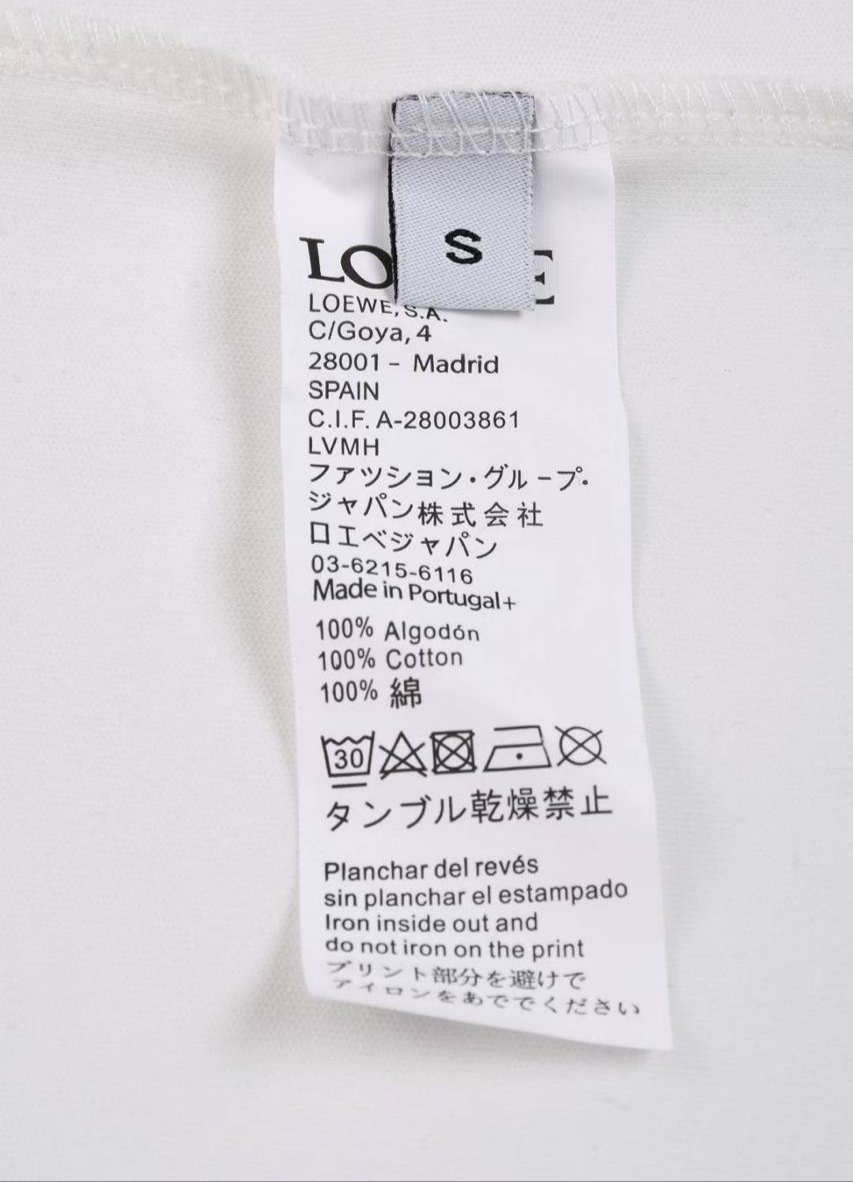 S
LO E
LOEWE, S.A.
C/Goya, 4
28001 - Madrid
SPAIN
C.I.F. A-28003861
LVMH
ファツション・グループ・
ジャパン株式会社
ロエベジャパン
03-6215-6116
Made in Portugal+
100% Algodón
100% Cotton
100% 綿
30
タンブル乾燥禁止
Planchar del revés
sin planchar el estampado
Iron inside out and
do not iron on the print
プリント部分を避けで
アイロンをあででください